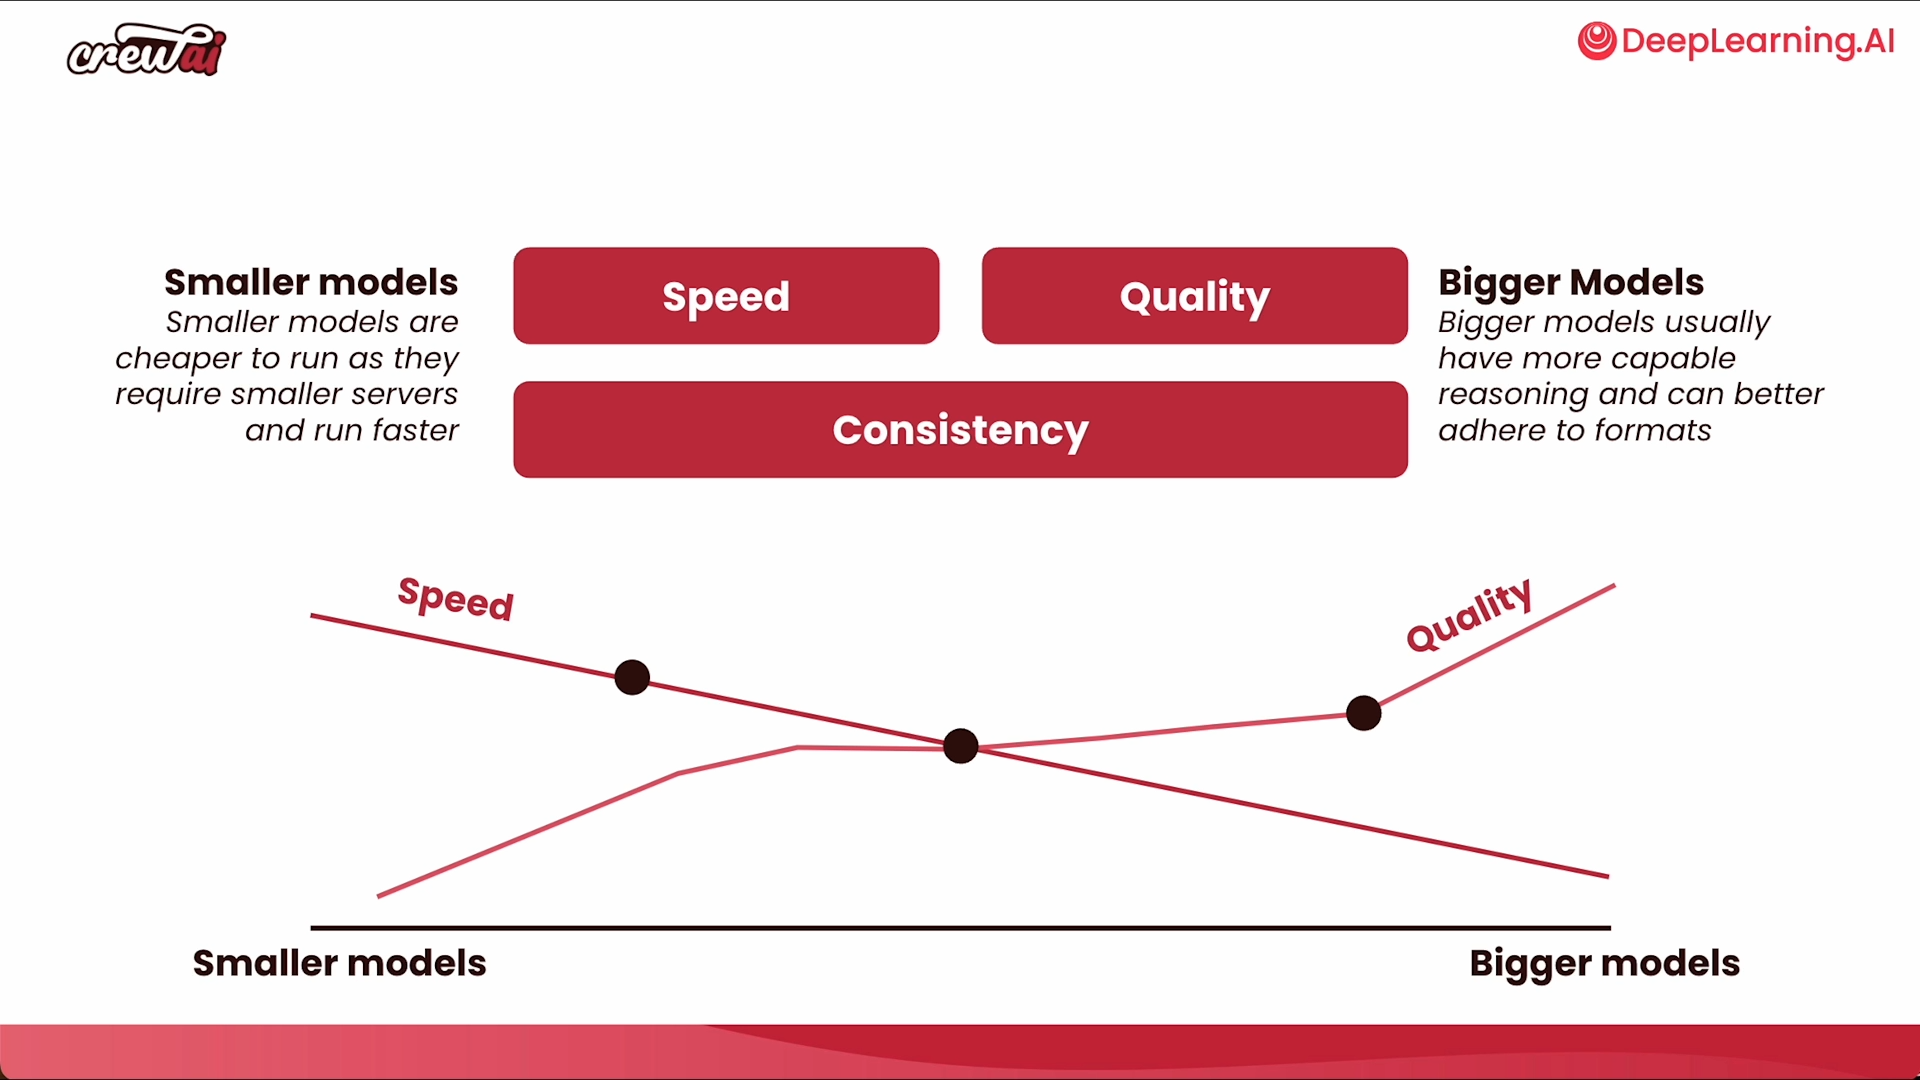 crewai
DeepLearning.AI
Smaller models
Smaller models are
cheaper to run as they
require smaller servers
and run faster
Speed
Quality
Consistency
Bigger Models
Bigger models usually
have more capable
reasoning and can better
adhere to formats
Speed
Quality
Smaller models
Bigger models